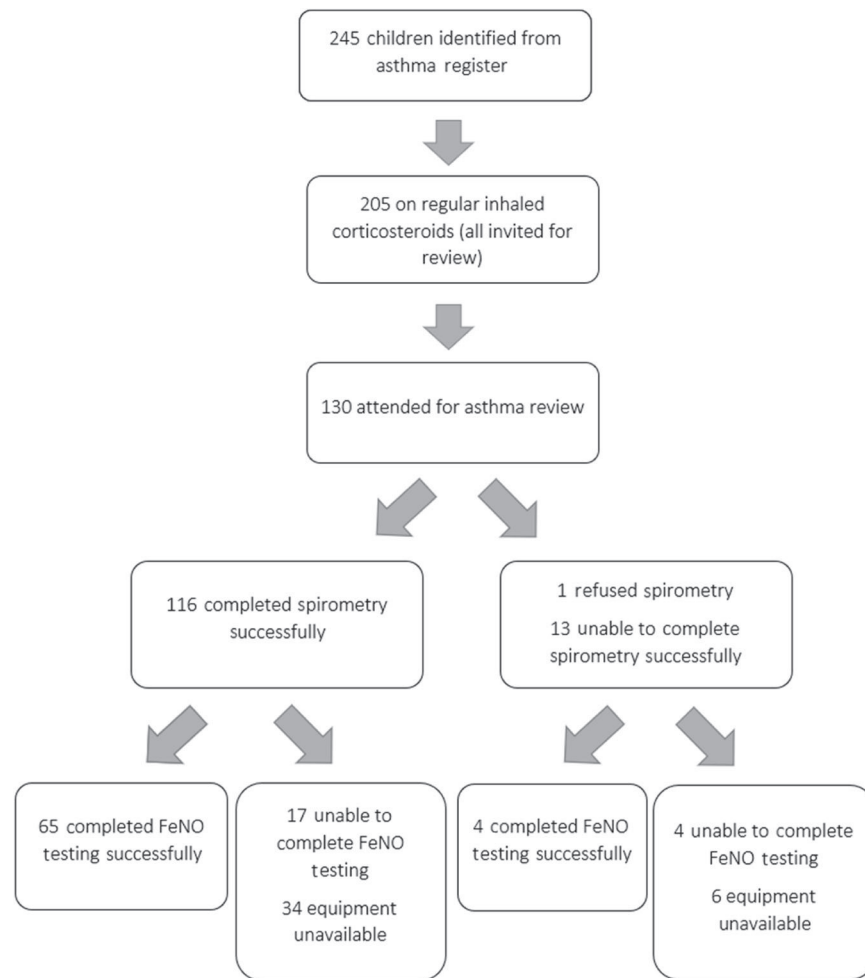 245 children identified from
asthma register
205 on regular inhaled
corticosteroids (all invited for
review)
130 attended for asthma review
116 completed spirometry
successfully
1 refused spirometry
13 unable to complete
spirometry successfully
65 completed FeNO
testing successfully
17 unable to
complete FeNO
testing
34 equipment
unavailable
4 completed FeNO
testing successfully
4 unable to complete
FeNO testing
6 equipment
unavailable